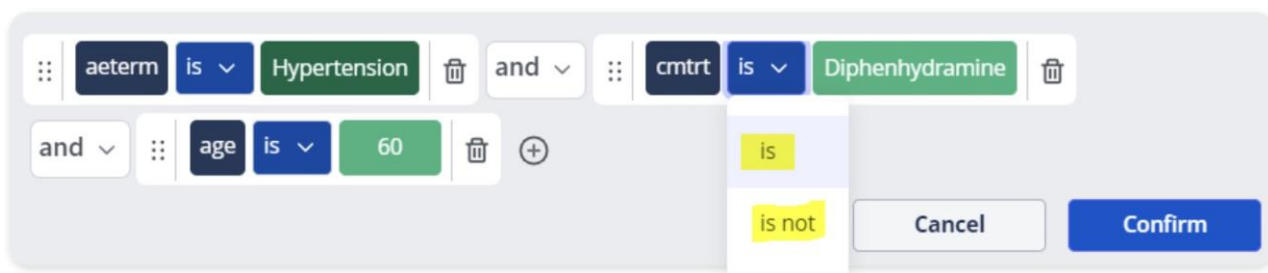 aeterm is Hypertension and cmtrt is Diphenhydramine
and age is 60
is
is not Cancel Confirm